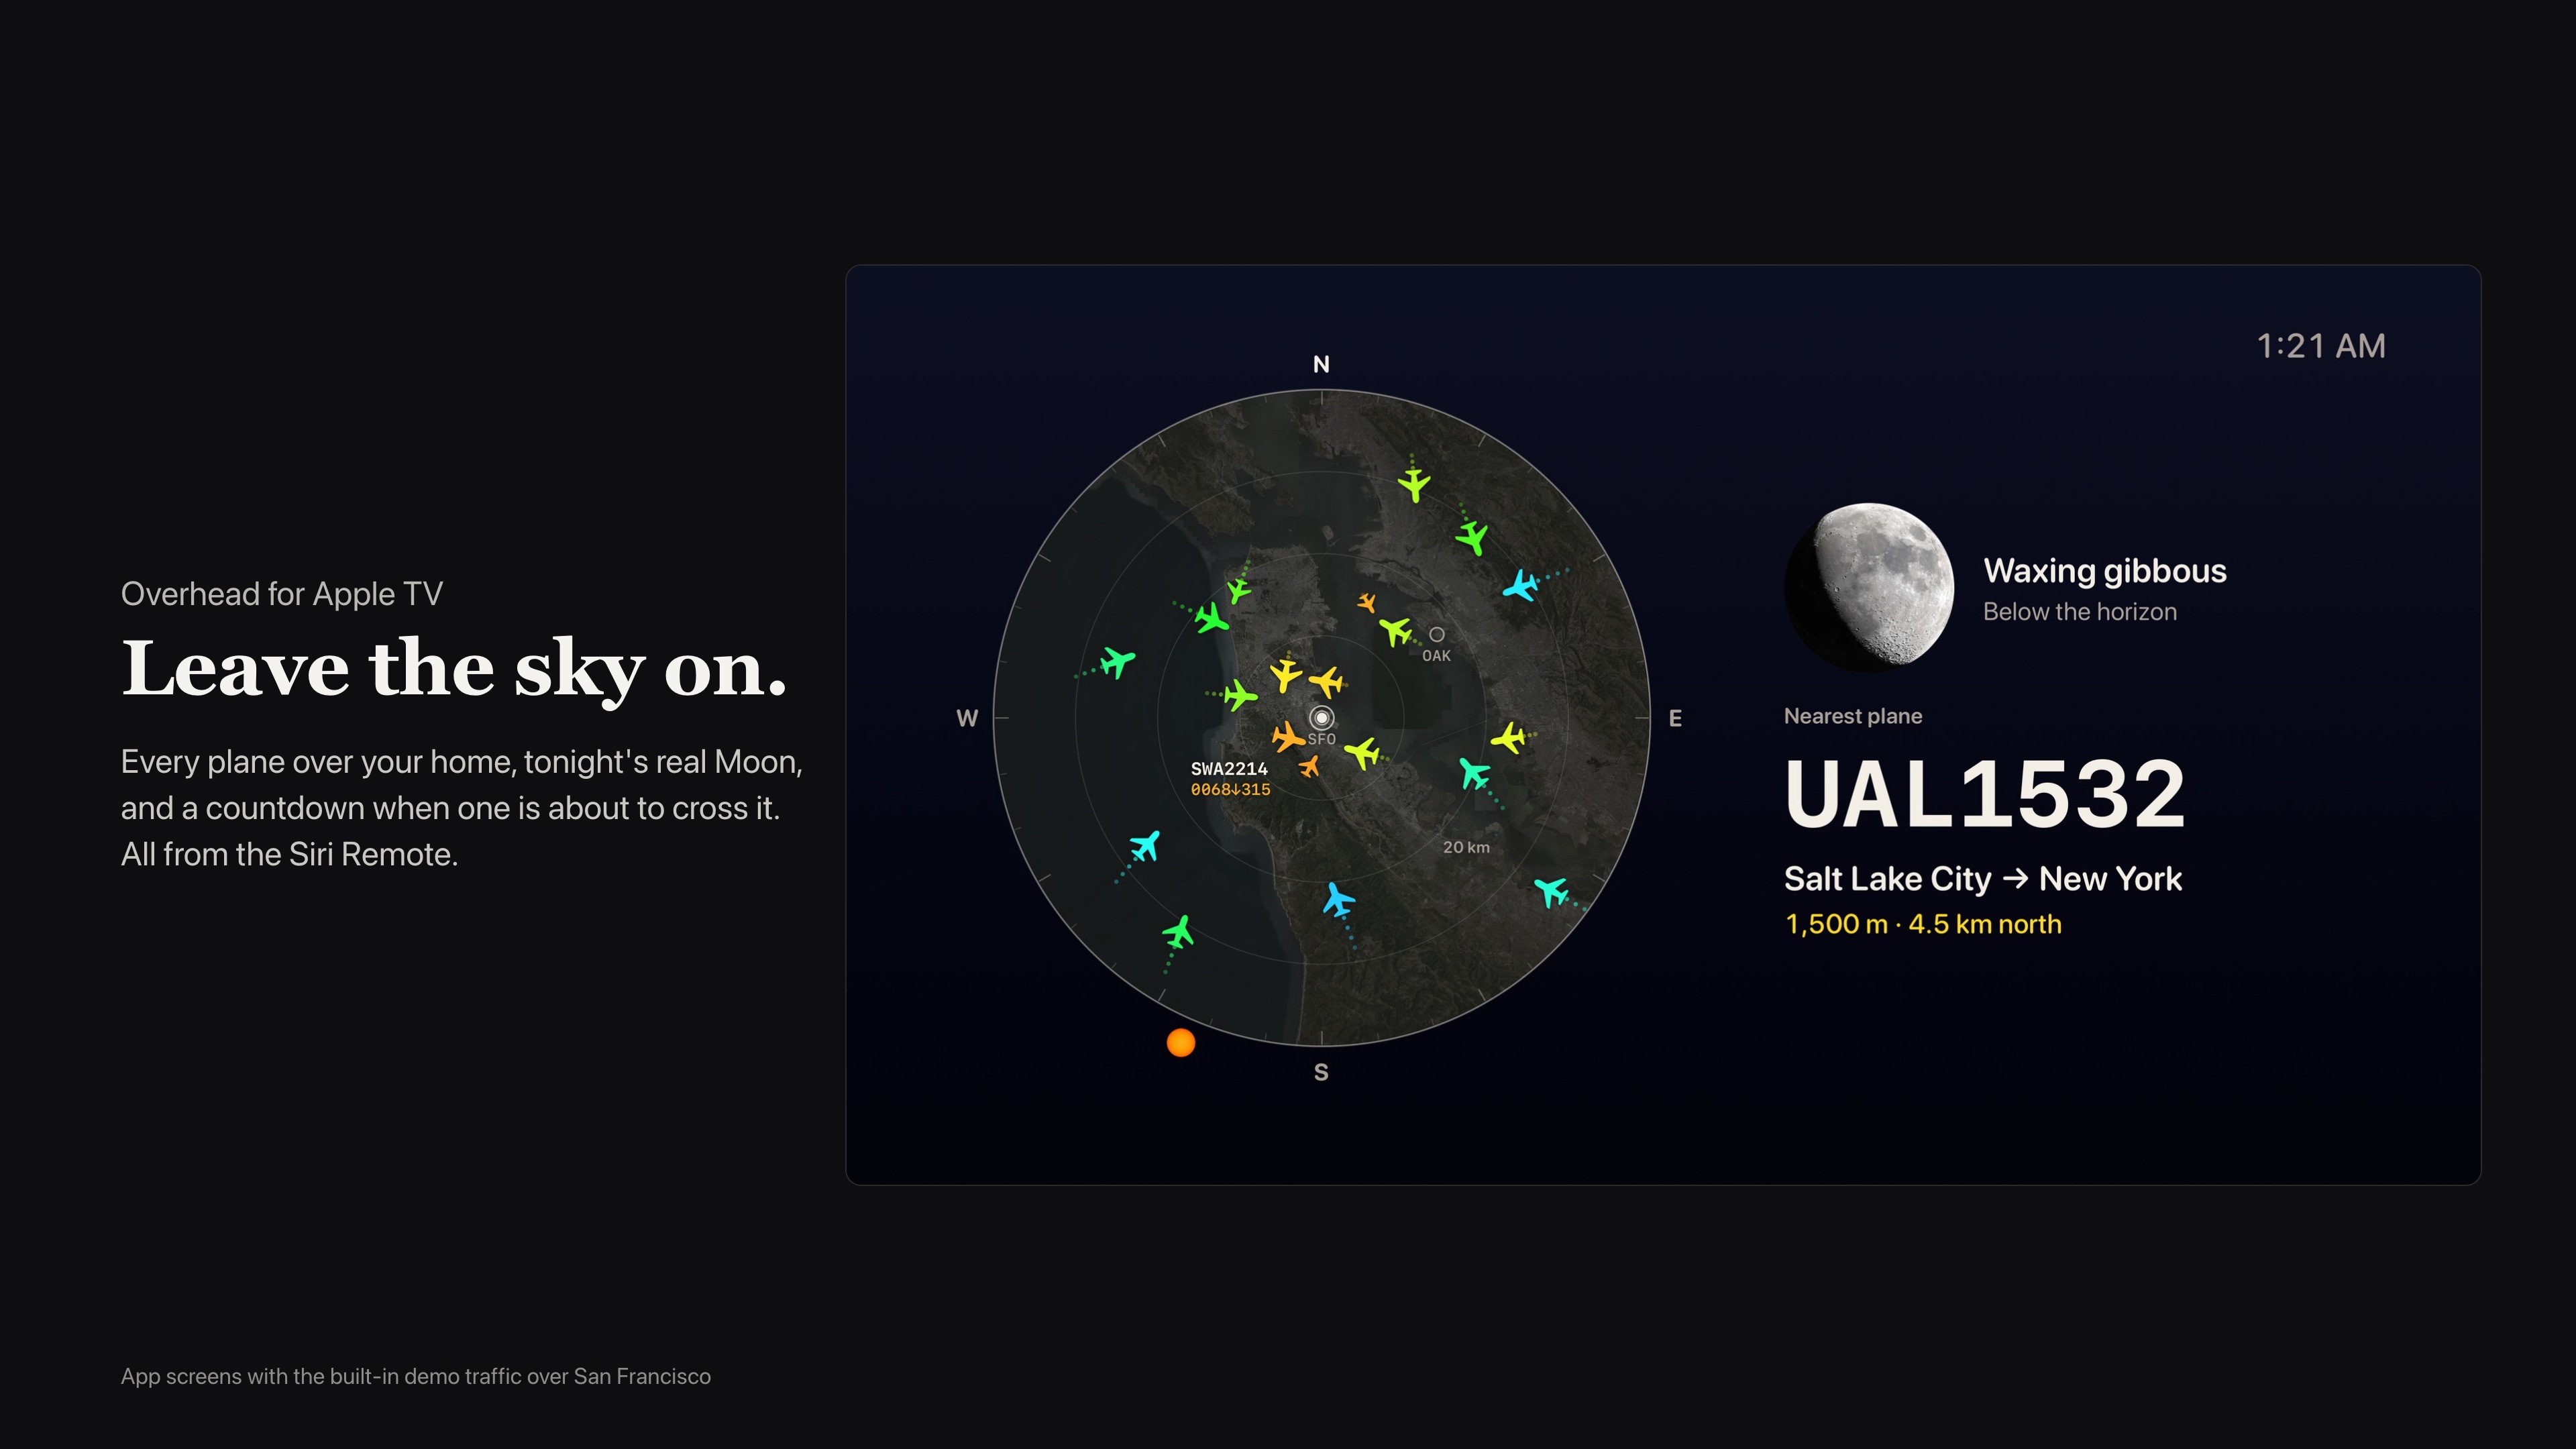 Overhead for Apple TV
Leave the sky on.
Every plane over your home, tonight's real Moon,
and a countdown when one is about to cross it.
All from the Siri Remote.
App screens with the built-in demo traffic over San Francisco
1:21 AM
N
W
E
S
OAK
SFO
SWA2214
0068↓315
20 km
Waxing gibbous
Below the horizon
Nearest plane
UAL1532
Salt Lake City → New York
1,500 m · 4.5 km north